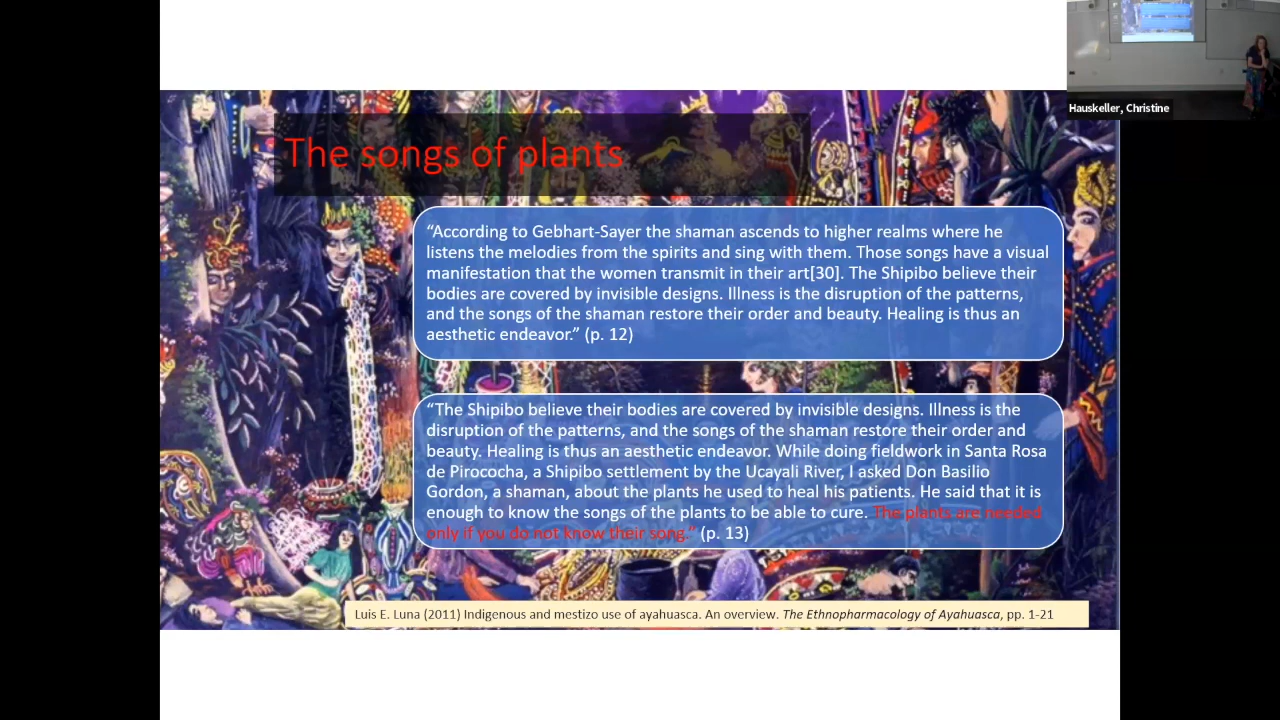 Hauskeller, Christine
The songs of plants
“According to Gebhart-Sayer the shaman ascends to higher realms where he
listens the melodies from the spirits and sing with them. Those songs have a visual
manifestation that the women transmit in their art[30]. The Shipibo believe their
bodies are covered by invisible designs. Illness is the disruption of the patterns,
and the songs of the shaman restore their order and beauty. Healing is thus an
aesthetic endeavor.” (p. 12)
“The Shipibo believe their bodies are covered by invisible designs. Illness is the
disruption of the patterns, and the songs of the shaman restore their order and
beauty. Healing is thus an aesthetic endeavor. While doing fieldwork in Santa Rosa
de Pirococha, a Shipibo settlement by the Ucayali River, I asked Don Basilio
Gordon, a shaman, about the plants he used to heal his patients. He said that it is
enough to know the songs of the plants to be able to cure. The plants are needed
only if you do not know their song.” (p. 13)
Luis E. Luna (2011) Indigenous and mestizo use of ayahuasca. An overview. The Ethnopharmacology of Ayahuasca, pp. 1-21